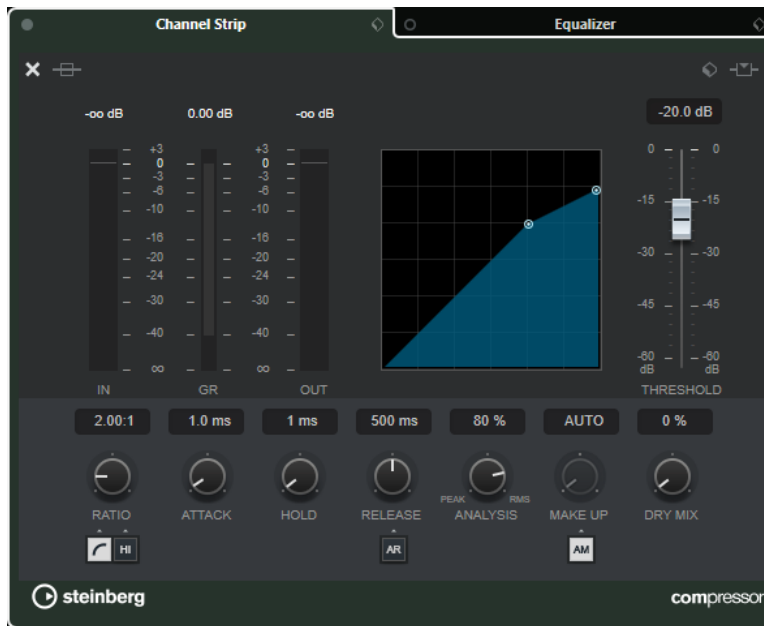 Channel Strip
Equalizer
-oo dB 0.00 dB -oo dB -20.0 dB
+3 +3 0 0
0 0
-3 -3
-6 -6 -15 -15
-10 -10
-16 -16
-20 -20 -30 -30
-24 -24
-30 -30 -45 -45
-40 -40
∞ ∞ -60 -60
dB dB
IN GR OUT THRESHOLD
2.00:1 1.0 ms 1 ms 500 ms 80 % AUTO 0 %
PEAK RMS
RATIO ATTACK HOLD RELEASE ANALYSIS MAKE UP DRY MIX
HI AR AM
steinberg compressor